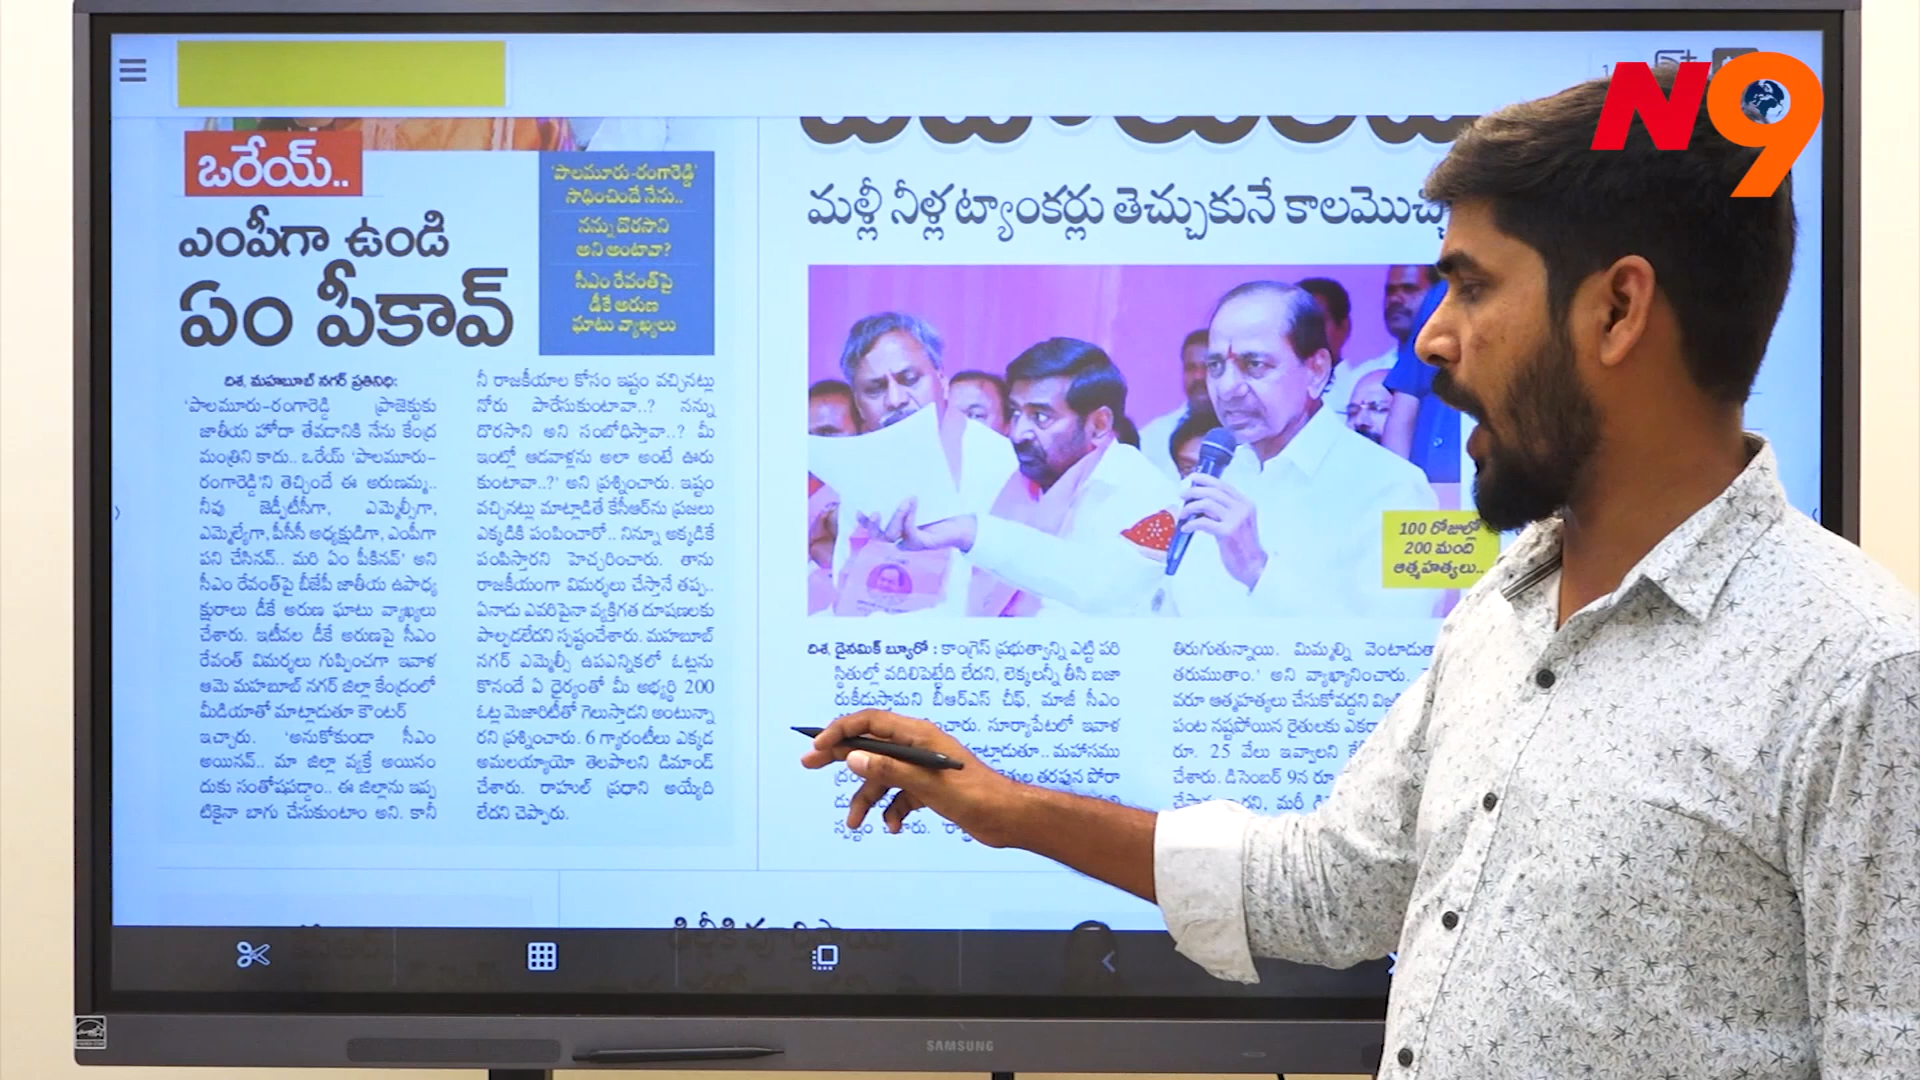 N9
ఒరేయ్..
ఎంపీగా ఉండి
ఏం పీకావ్
'పాలమూరు-రంగారెడ్డి'
సాధించిందే నేను..
నన్ను దొరసాని
అని అంటావా?
సీఎం రేవంత్‌పై
డీకే అరుణ
ఘాటు వ్యాఖ్యలు
దిశ, మహబూబ్ నగర్ ప్రతినిధి:
'పాలమూరు-రంగారెడ్డి ప్రాజెక్టుకు
జాతీయ హోదా తేవడానికి నేను కేంద్ర
మంత్రిని కాదు.. ఒరేయ్ 'పాలమూరు-
రంగారెడ్డి'ని తెచ్చిందే ఈ అరుణమ్మ..
నీవు జెడ్పీటీసీగా, ఎమ్మెల్సీగా,
ఎమ్మెల్యేగా, పీసీసీ అధ్యక్షుడిగా, ఎంపీగా
పని చేసినవ్.. మరి ఏం పీకినవ్' అని
సీఎం రేవంత్‌పై బీజేపీ జాతీయ ఉపాధ్య
క్షురాలు డీకే అరుణ ఘాటు వ్యాఖ్యలు
చేశారు. ఇటీవల డీకే అరుణపై సీఎం
రేవంత్ విమర్శలు గుప్పించగా ఇవాళ
ఆమె మహబూబ్ నగర్ జిల్లా కేంద్రంలో
మీడియాతో మాట్లాడుతూ కౌంటర్
ఇచ్చారు. 'అనుకోకుండా సీఎం
అయినవ్.. మా జిల్లా వ్యక్తే అయినం
దుకు సంతోషపడ్డాం.. ఈ జిల్లాను ఇప్ప
టికైనా బాగు చేసుకుంటాం అని. కానీ
నీ రాజకీయాల కోసం ఇష్టం వచ్చినట్లు
నోరు పారేసుకుంటావా..? నన్ను
దొరసాని అని సంబోధిస్తావా..? మీ
ఇంట్లో ఆడవాళ్లను అలా అంటే ఊరు
కుంటావా..?' అని ప్రశ్నించారు. ఇష్టం
వచ్చినట్లు మాట్లాడితే కేసీఆర్‌ను ప్రజలు
ఎక్కడికి పంపించారో.. నిన్నూ అక్కడికే
పంపిస్తారని హెచ్చరించారు. తాను
రాజకీయంగా విమర్శలు చేస్తానే తప్ప..
ఏనాడు ఎవరిపైనా వ్యక్తిగత దూషణలకు
పాల్పడలేదని స్పష్టంచేశారు. మహబూబ్
నగర్ ఎమ్మెల్సీ ఉపఎన్నికలో ఓట్లను
కొనందే ఏ ధైర్యంతో మీ అభ్యర్థి 200
ఓట్ల మెజారిటీతో గెలుస్తాడని అంటున్నా
రని ప్రశ్నించారు. 6 గ్యారంటీలు ఎక్కడ
అమలయ్యాయో తెలపాలని డిమాండ్
చేశారు. రాహుల్ ప్రధాని అయ్యేది
లేదని చెప్పారు.
మళ్లీ నీళ్ల ట్యాంకర్లు తెచ్చుకునే
100 రోజుల్లో
200 మంది
ఆత్మహత్యలు..
దిశ, డైనమిక్ బ్యూరో : కాంగ్రెస్ ప్రభుత్వాన్ని ఎట్టి పరి
స్థితుల్లో వదిలిపెట్టేది లేదని, లెక్కలన్నీ తీసి బజా
రుకీడుస్తామని బీఆర్ఎస్ చీఫ్, మాజీ సీఎం
సూర్యాపేటలో ఇవాళ
మాట్లాడుతూ.. మహాసము
రైతుల తరఫున పోరా
తిరుగుతున్నాయి. మిమ్మల్ని
తరుముతాం.' అని వ్యాఖ్యానించారు.
వరూ ఆత్మహత్యలు చేసుకోవద్దని
పంట నష్టపోయిన రైతులకు
రూ. 25 వేలు ఇవ్వాలని
చేశారు. డిసెంబర్ 9న
SAMSUNG